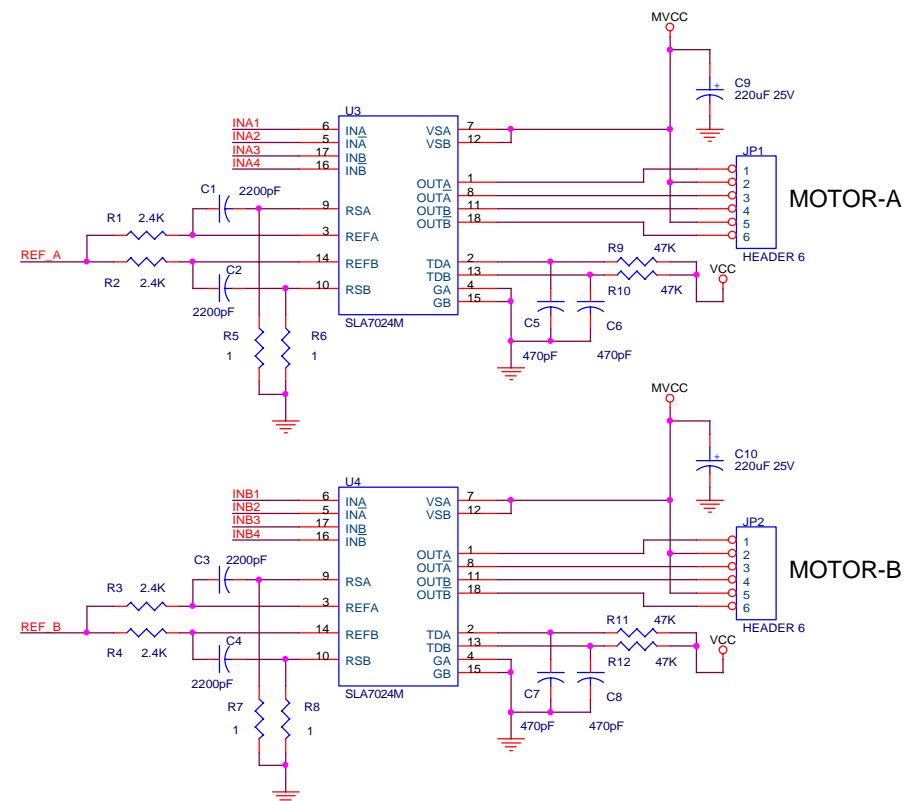 MVCC
C9
220uF 25V
U3
INA1 6 INA VSA 7
INA2 5 INA VSB 12
INA3 17 INB
INA4 16 INB
JP1
OUTA 1 1
OUTA 8 2
OUTB 11 3
OUTB 18 4
5
6
MOTOR-A
HEADER 6
C1 2200pF
9 RSA
R1 2.4K
3 REFA
REF_A
14 REFB
R2 2.4K
C2
2200pF
10 RSB
TDA 2
TDB 13
GA 4
GB 15
R9 47K
R10 47K
VCC
SLA7024M
R5 R6
1 1
C5 C6
470pF 470pF
MVCC
C10
220uF 25V
U4
INB1 6 INA VSA 7
INB2 5 INA VSB 12
INB3 17 INB
INB4 16 INB
JP2
OUTA 1 1
OUTA 8 2
OUTB 11 3
OUTB 18 4
5
6
MOTOR-B
HEADER 6
C3 2200pF
9 RSA
R3 2.4K
3 REFA
REF_B
14 REFB
R4 2.4K
C4
2200pF
10 RSB
TDA 2
TDB 13
GA 4
GB 15
R11 47K
R12 47K
VCC
SLA7024M
R7 R8
1 1
C7 C8
470pF 470pF